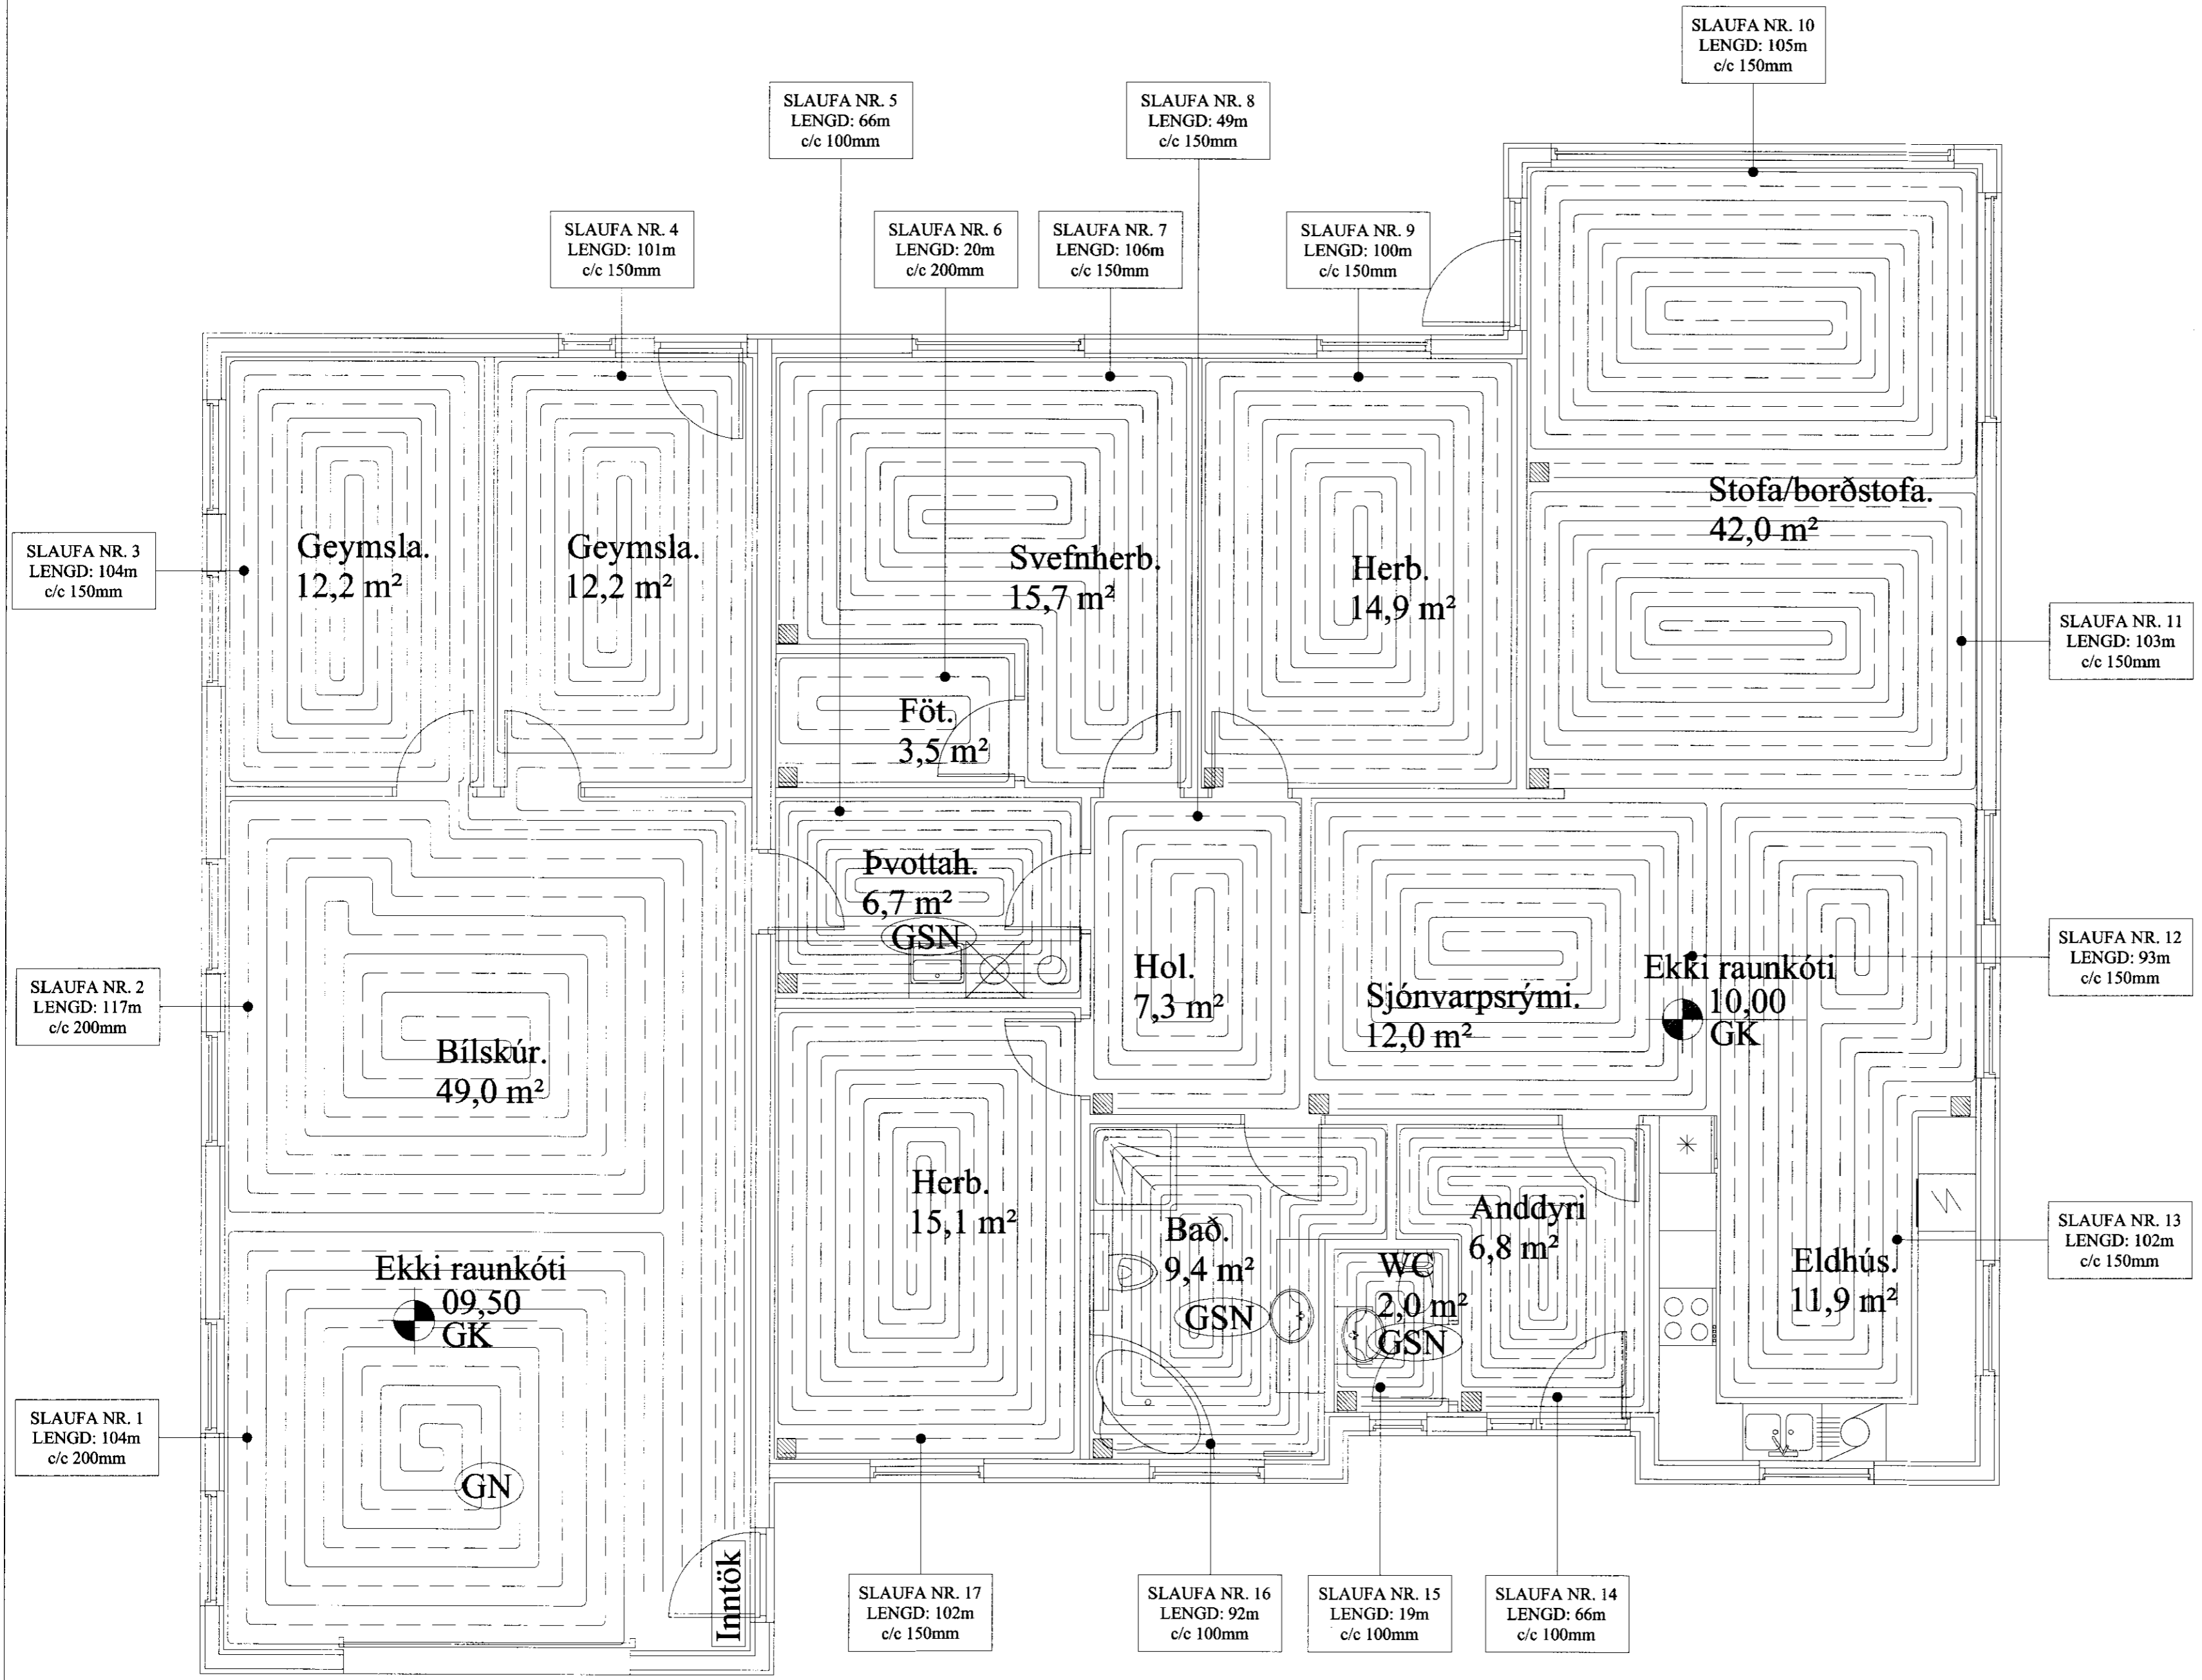 SLAUFA NR. 10
LENGD: 105m
c/c 150mm
SLAUFA NR. 5
LENGD: 66m
c/c 100mm
SLAUFA NR. 8
LENGD: 49m
c/c 150mm
SLAUFA NR. 4
LENGD: 101m
c/c 150mm
SLAUFA NR. 6
LENGD: 20m
c/c 200mm
SLAUFA NR. 7
LENGD: 106m
c/c 150mm
SLAUFA NR. 9
LENGD: 100m
c/c 150mm
SLAUFA NR. 3
LENGD: 104m
c/c 150mm
Geymsla.
12,2 m²
Geymsla.
12,2 m²
Svefnherb.
15,7 m²
Herb.
14,9 m²
Stofa/borðstofa.
42,0 m²
SLAUFA NR. 11
LENGD: 103m
c/c 150mm
Föt.
3,5 m²
Þvottah.
6,7 m²
GSN
Hol.
7,3 m²
Sjónvarpsrými.
12,0 m²
Ekki raunkóti
10,00
GK
SLAUFA NR. 12
LENGD: 93m
c/c 150mm
SLAUFA NR. 2
LENGD: 117m
c/c 200mm
Bílskúr.
49,0 m²
Herb.
15,1 m²
Bað.
9,4 m²
GSN
WC
2,0 m²
GSN
Anddyri
6,8 m²
Eldhús.
11,9 m²
SLAUFA NR. 13
LENGD: 102m
c/c 150mm
Ekki raunkóti
09,50
GK
SLAUFA NR. 1
LENGD: 104m
c/c 200mm
GN
Inntök
SLAUFA NR. 17
LENGD: 102m
c/c 150mm
SLAUFA NR. 16
LENGD: 92m
c/c 100mm
SLAUFA NR. 15
LENGD: 19m
c/c 100mm
SLAUFA NR. 14
LENGD: 66m
c/c 100mm